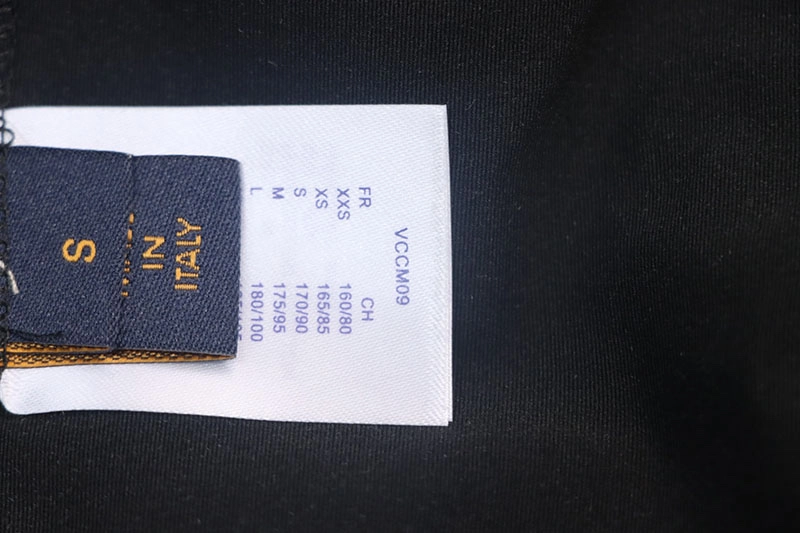 VCCM09
FR CH
XXS 160/80
XS 165/85
S 170/90
M 175/95
L 180/100
S
IN
ITALY